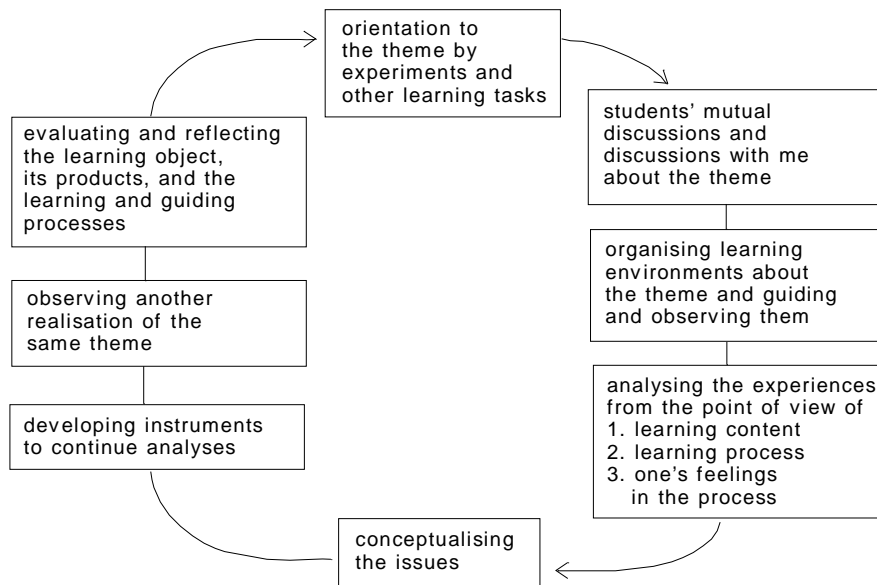 orientation to
the theme by
experiments and
other learning tasks
students' mutual
discussions and
discussions with me
about the theme
organising learning
environments about
the theme and guiding
and observing them
analysing the experiences
from the point of view of
1. learning content
2. learning process
3. one's feelings
in the process
conceptualising
the issues
developing instruments
to continue analyses
observing another
realisation of the
same theme
evaluating and reflecting
the learning object,
its products, and the
learning and guiding
processes